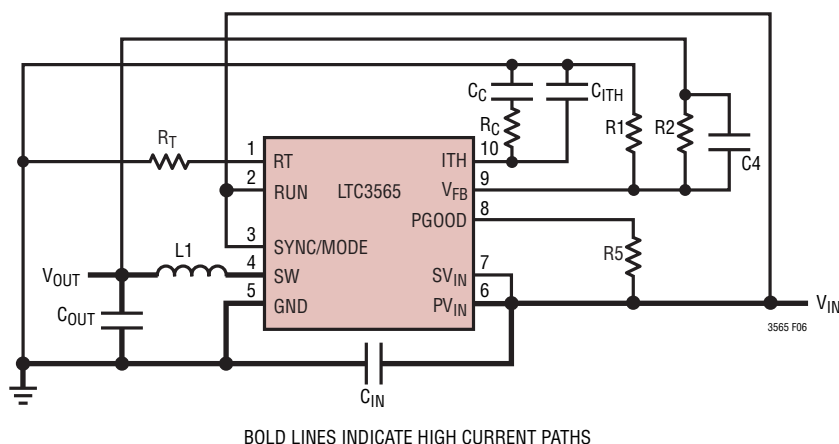 C_C
C_ITH
R_C
R1
R2
C4
R_T
1
RT
2
RUN
3
SYNC/MODE
4
SW
5
GND
LTC3565
10
ITH
9
V_FB
8
PGOOD
7
SV_IN
6
PV_IN
R5
L1
V_OUT
C_OUT
C_IN
V_IN
3565 F06
BOLD LINES INDICATE HIGH CURRENT PATHS